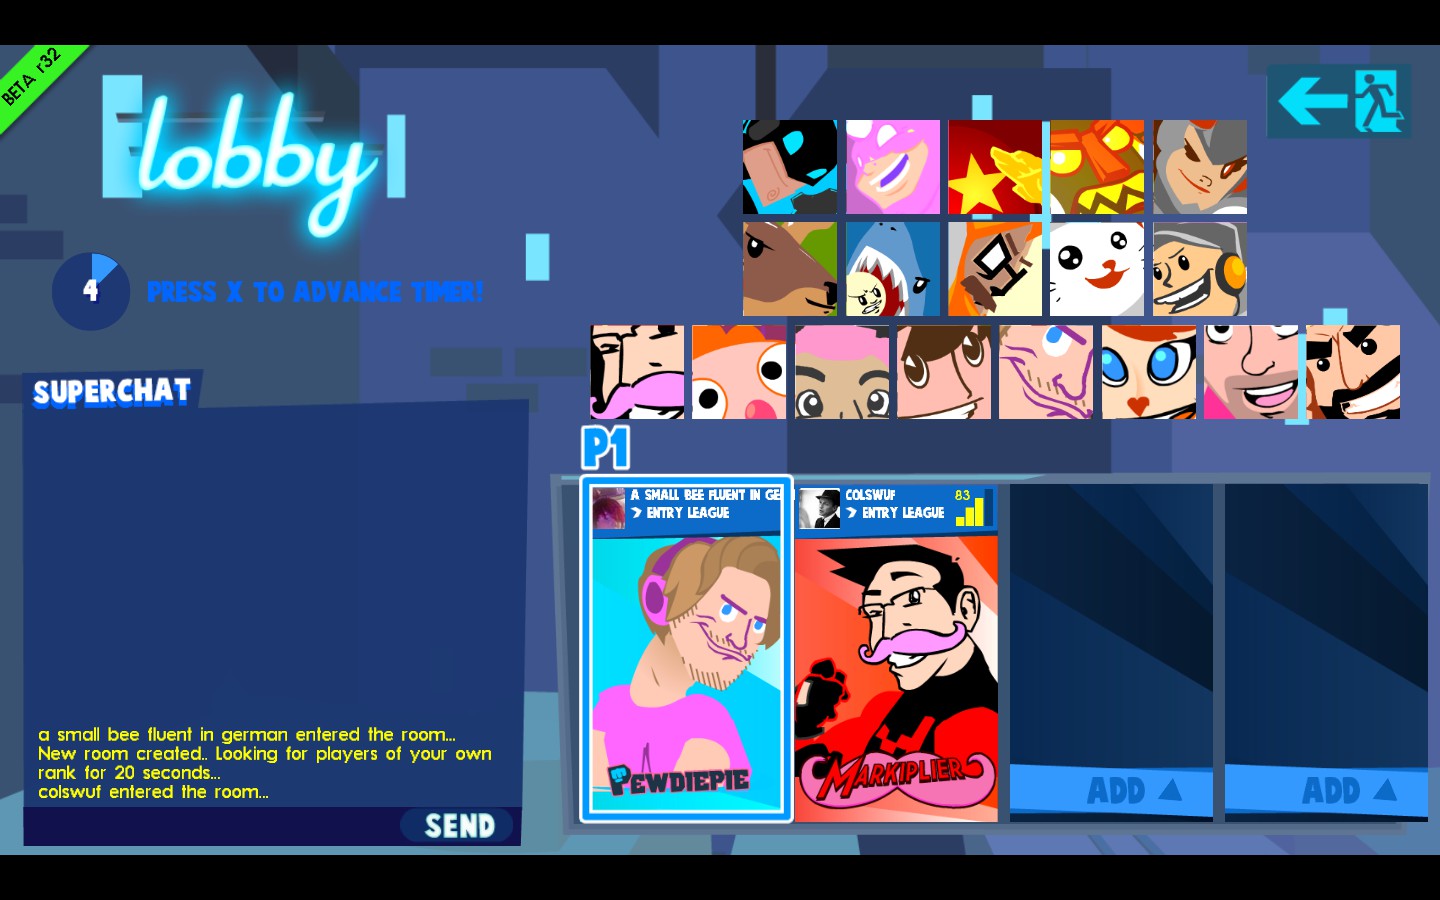 BETA r32
lobby
4
PRESS X TO ADVANCE TIMER!
SUPERCHAT
a small bee fluent in german entered the room...
New room created.. Looking for players of your own
rank for 20 seconds...
colswuf entered the room...
SEND
P1
A SMALL BEE FLUENT IN GE
ENTRY LEAGUE
PEWDIEPIE
COLSWUF
ENTRY LEAGUE
83
MARKIPLIER
ADD
ADD